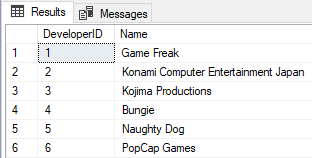 Results Messages
DeveloperID Name
1 1 Game Freak
2 2 Konami Computer Entertainment Japan
3 3 Kojima Productions
4 4 Bungie
5 5 Naughty Dog
6 6 PopCap Games